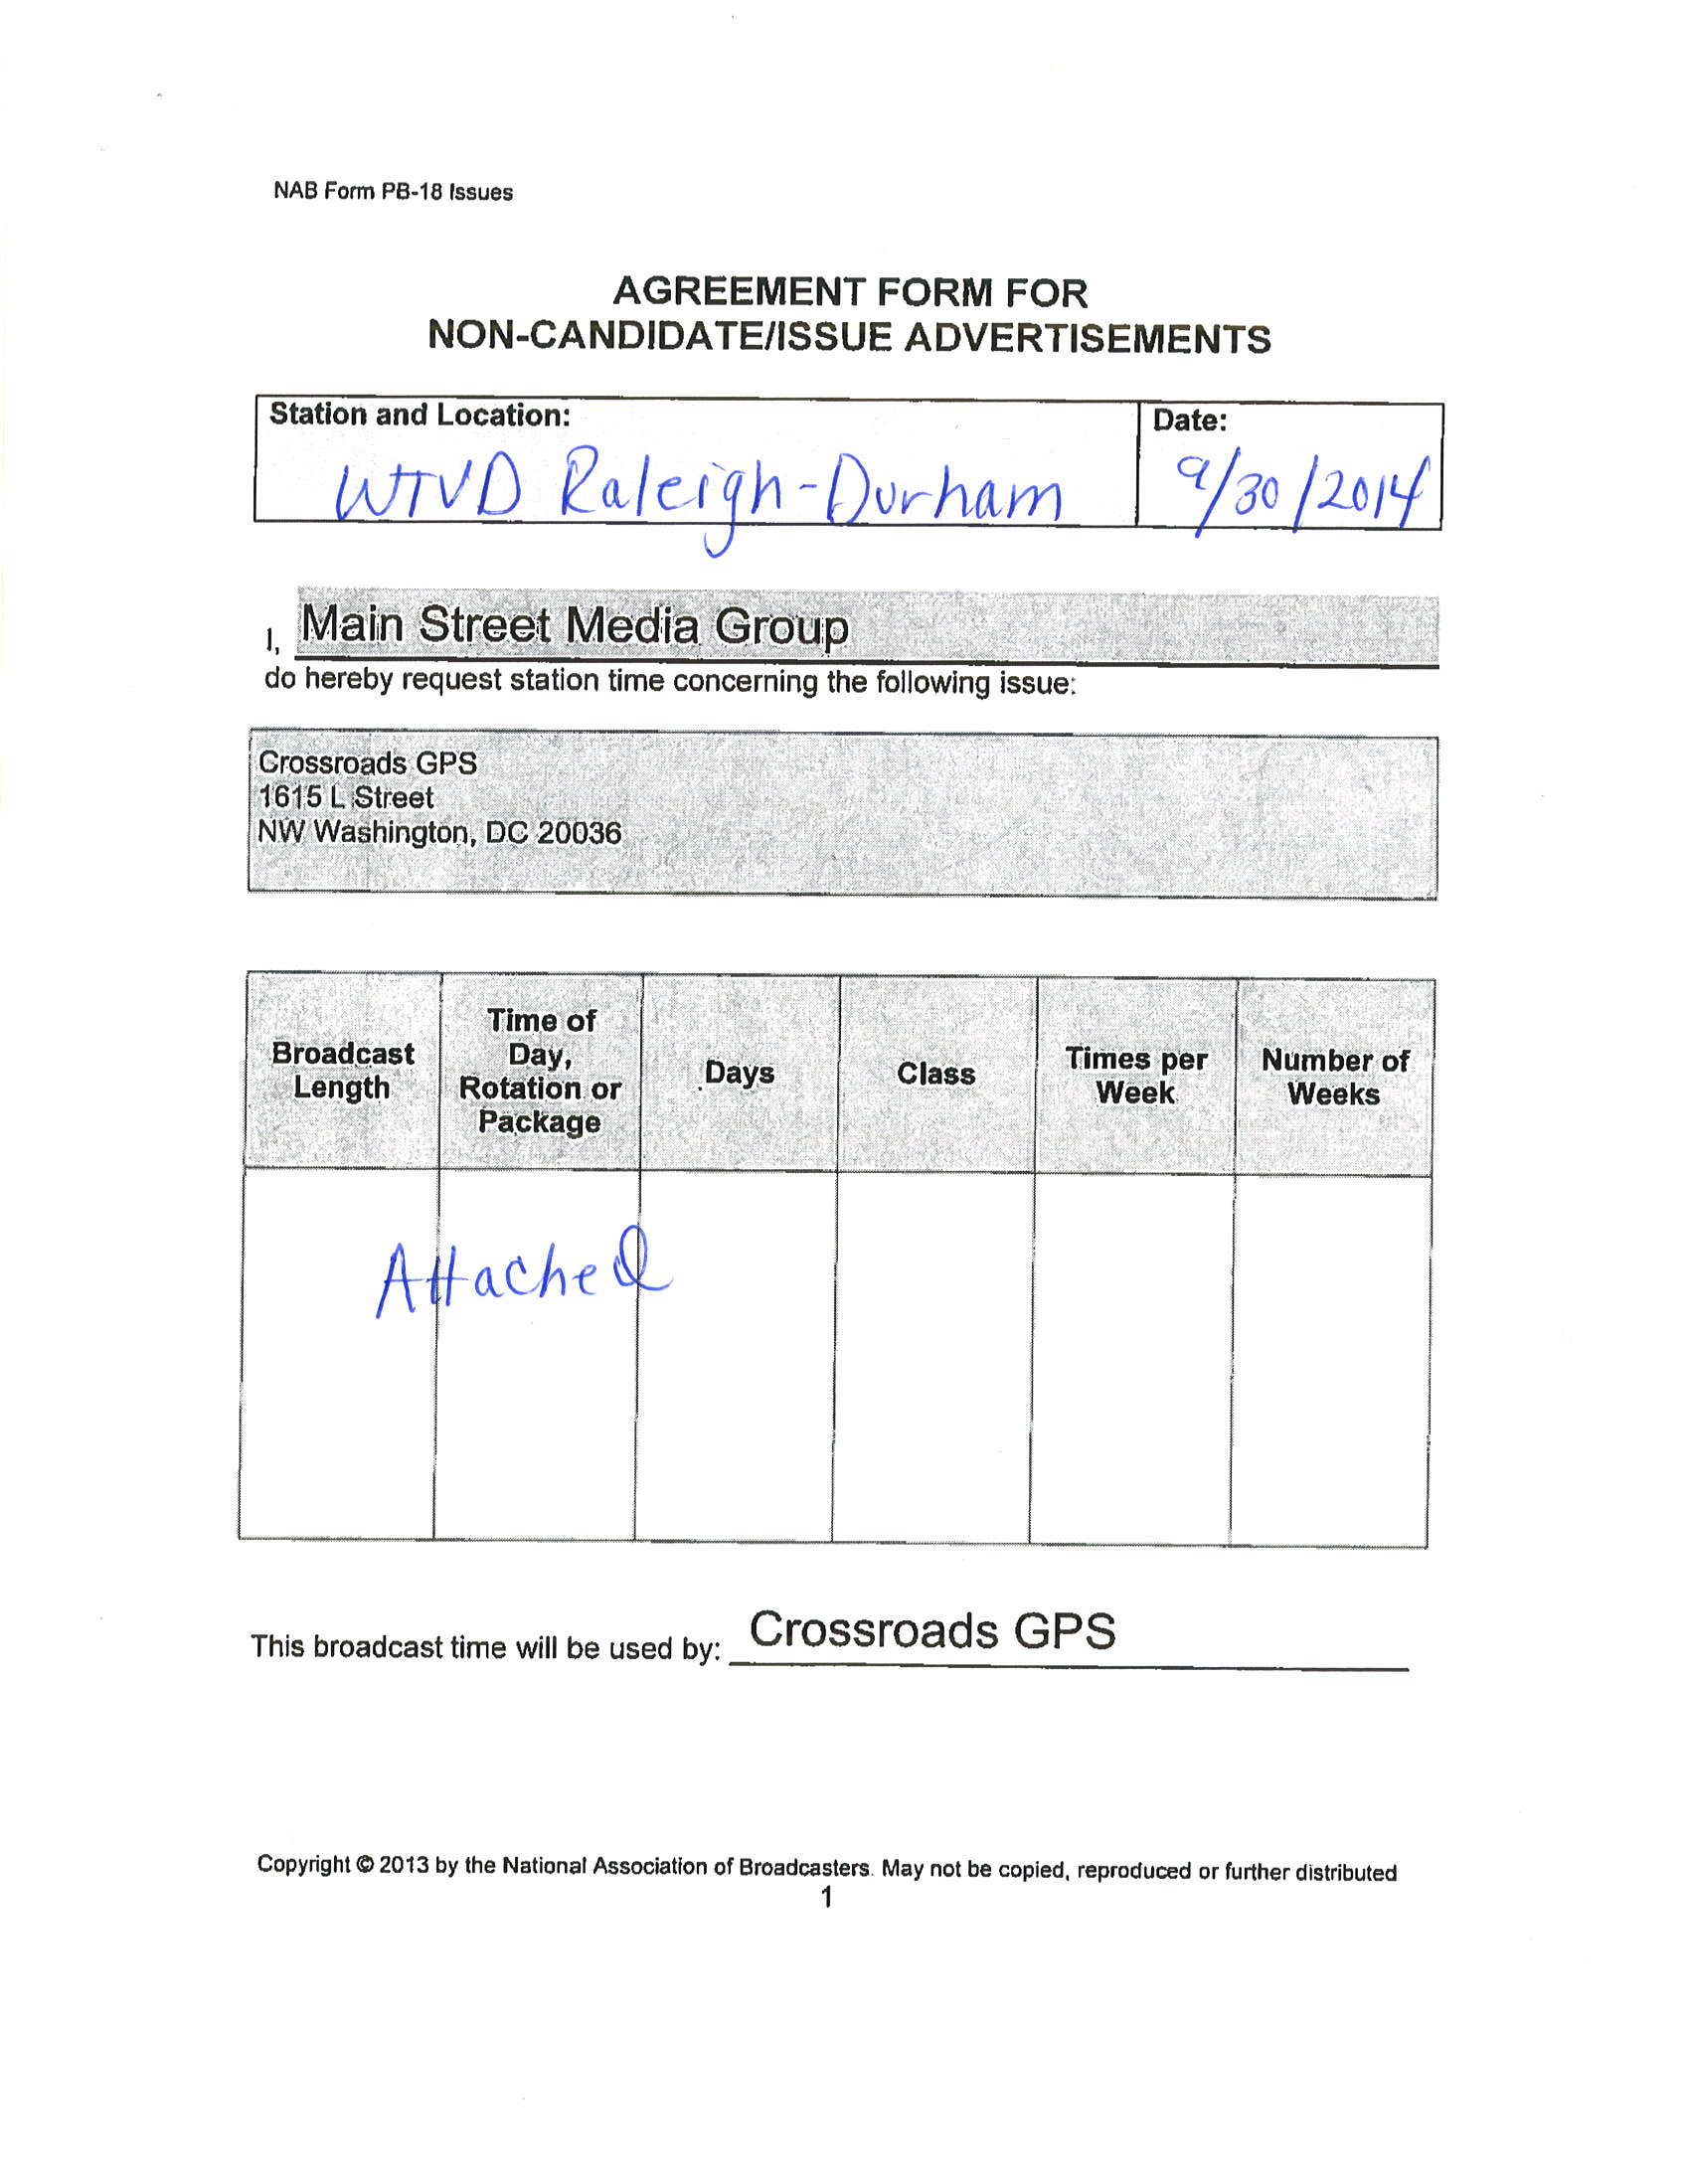 NAB Form PB-18 Issues
AGREEMENT FORM FOR
NON-CANDIDATE/ISSUE ADVERTISEMENTS
Station and Location:
WTVD Raleigh-Durham
Date:
9/30/2014
I, Main Street Media Group
do hereby request station time concerning the following issue:
Crossroads GPS
1615 L Street
NW Washington, DC 20036
Broadcast
Length
Time of
Day,
Rotation or
Package
Days
Class
Times per
Week
Number of
Weeks
Attached
This broadcast time will be used by: Crossroads GPS
Copyright © 2013 by the National Association of Broadcasters. May not be copied, reproduced or further distributed
1